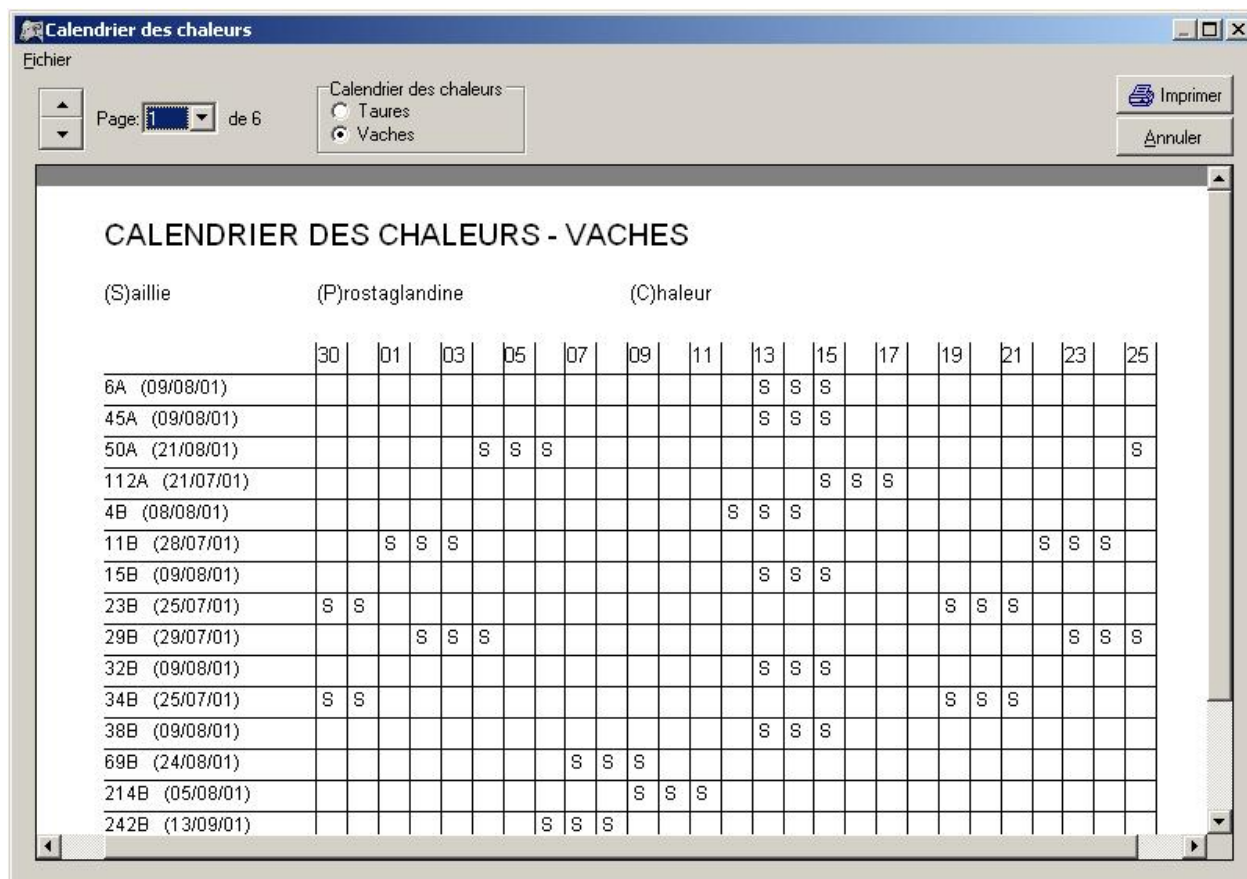 Calendrier des chaleurs
Fichier
Page: 1 de 6
Calendrier des chaleurs
Taures
Vaches
Imprimer
Annuler
CALENDRIER DES CHALEURS - VACHES
(S)aillie (P)rostaglandine (C)haleur
30 01 03 05 07 09 11 13 15 17 19 21 23 25
6A (09/08/01) S S S
45A (09/08/01) S S S
50A (21/08/01) S S S S
112A (21/07/01) S S S
4B (08/08/01) S S S
11B (28/07/01) S S S S S S
15B (09/08/01) S S S
23B (25/07/01) S S S S S
29B (29/07/01) S S S S S S
32B (09/08/01) S S S
34B (25/07/01) S S S S S
38B (09/08/01) S S S
69B (24/08/01) S S S
214B (05/08/01) S S S
242B (13/09/01) S S S